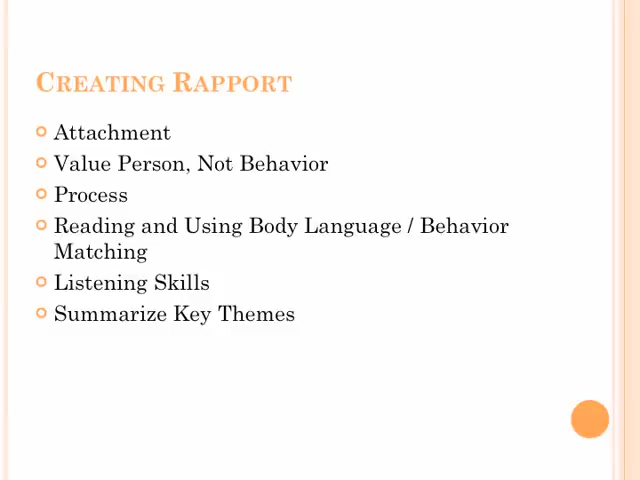 CREATING RAPPORT
Attachment
Value Person, Not Behavior
Process
Reading and Using Body Language / Behavior
Matching
Listening Skills
Summarize Key Themes